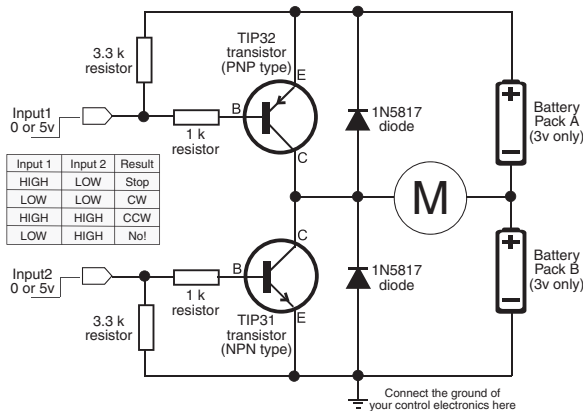 3.3 k
resistor
TIP32
transistor
(PNP type)
E
B
C
Input1
0 or 5v
1 k
resistor
1N5817
diode
Battery
Pack A
(3v only)
+
−
Input 1 Input 2 Result
HIGH LOW Stop
LOW LOW CW
HIGH HIGH CCW
LOW HIGH No!
M
Input2
0 or 5v
1 k
resistor
3.3 k
resistor
C
B
E
TIP31
transistor
(NPN type)
1N5817
diode
+
−
Battery
Pack B
(3v only)
Connect the ground of
your control electronics here